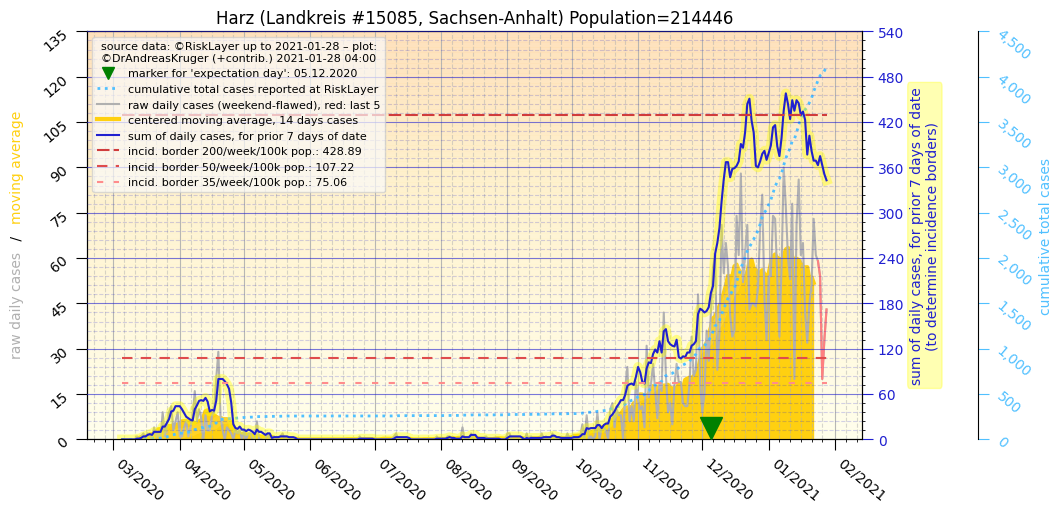 Harz (Landkreis #15085, Sachsen-Anhalt) Population=214446
source data: ©RiskLayer up to 2021-01-28 – plot:
©DrAndreasKruger (+contrib.) 2021-01-28 04:00
marker for 'expectation day': 05.12.2020
cumulative total cases reported at RiskLayer
raw daily cases (weekend-flawed), red: last 5
centered moving average, 14 days cases
sum of daily cases, for prior 7 days of date
incid. border 200/week/100k pop.: 428.89
incid. border 50/week/100k pop.: 107.22
incid. border 35/week/100k pop.: 75.06
raw daily cases / moving average
135
120
105
90
75
60
45
30
15
0
03/2020
04/2020
05/2020
06/2020
07/2020
08/2020
09/2020
10/2020
11/2020
12/2020
01/2021
02/2021
540
480
420
360
300
240
180
120
60
0
sum of daily cases, for prior 7 days of date
(to determine incidence borders)
4,500
4,000
3,500
3,000
2,500
2,000
1,500
1,000
500
0
cumulative total cases